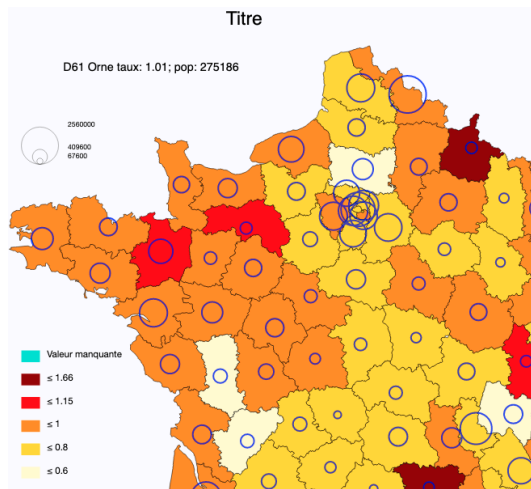 Titre
D61 Orne taux: 1.01; pop: 275186
2560000
409600
67600
Valeur manquante
≤ 1.66
≤ 1.15
≤ 1
≤ 0.8
≤ 0.6